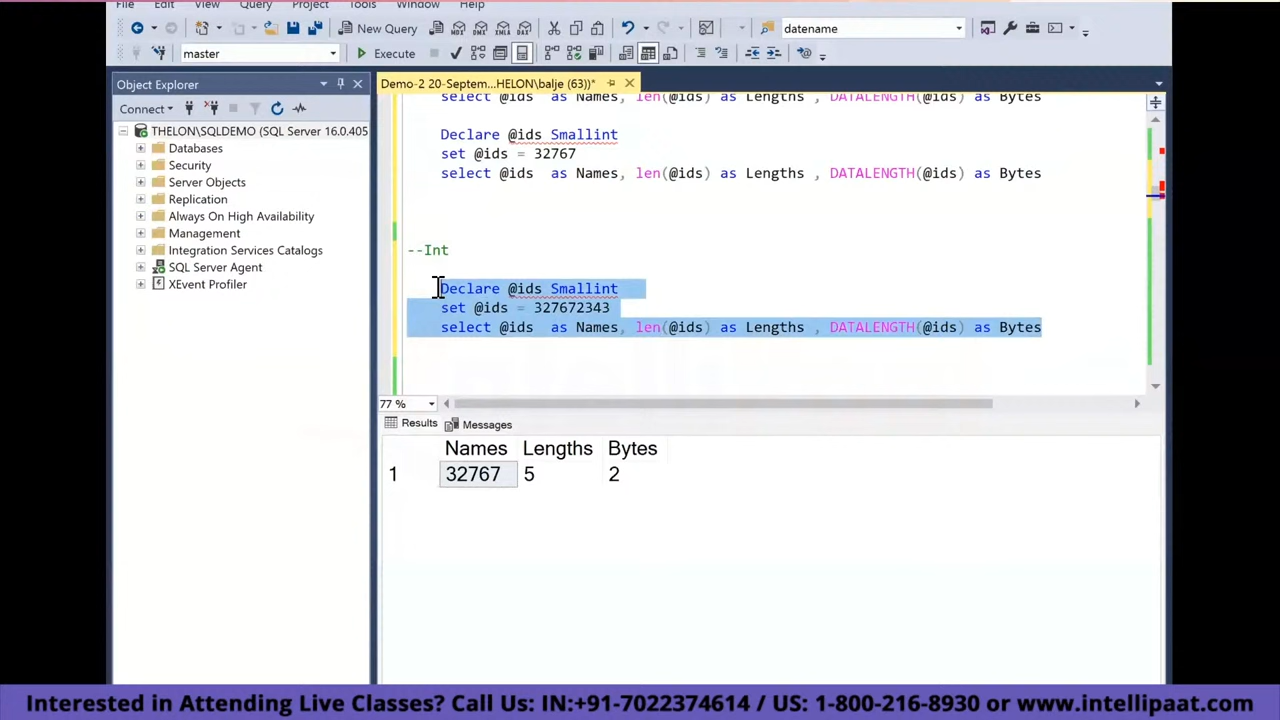 File Edit View Query Project Tools Window Help
New Query
datename
master
Execute
Object Explorer
Demo-2 20-Septem...HELON\balje (63))*
Connect
THELON\SQLDEMO (SQL Server 16.0.405
Databases
Security
Server Objects
Replication
Always On High Availability
Management
Integration Services Catalogs
SQL Server Agent
XEvent Profiler
select @ids  as Names, len(@ids) as Lengths , DATALENGTH(@ids) as Bytes
Declare @ids Smallint
set @ids = 32767
select @ids  as Names, len(@ids) as Lengths , DATALENGTH(@ids) as Bytes
--Int
Declare @ids Smallint
set @ids = 327672343
select @ids  as Names, len(@ids) as Lengths , DATALENGTH(@ids) as Bytes
77 %
Results Messages
Names Lengths Bytes
1 32767 5 2
Interested in Attending Live Classes? Call Us: IN:+91-7022374614 / US: 1-800-216-8930 or www.intellipaat.com